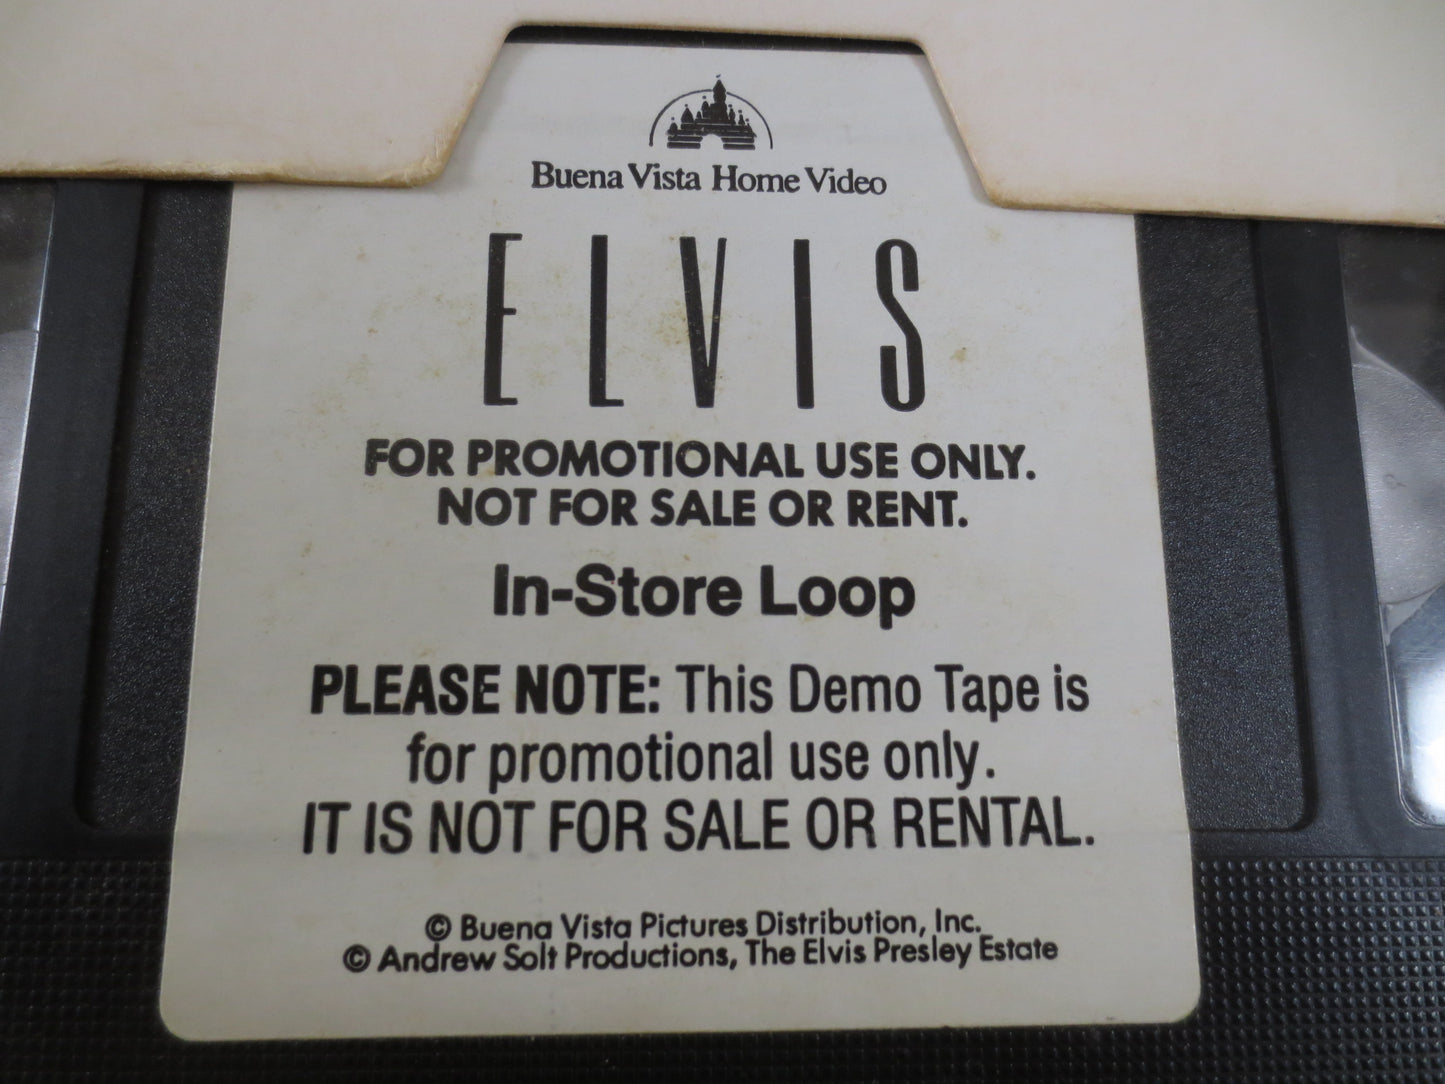 Buena Vista Home Video
ELVIS
FOR PROMOTIONAL USE ONLY.
NOT FOR SALE OR RENT.
In-Store Loop
PLEASE NOTE: This Demo Tape is
for promotional use only.
IT IS NOT FOR SALE OR RENTAL.
© Buena Vista Pictures Distribution, Inc.
© Andrew Solt Productions, The Elvis Presley Estate